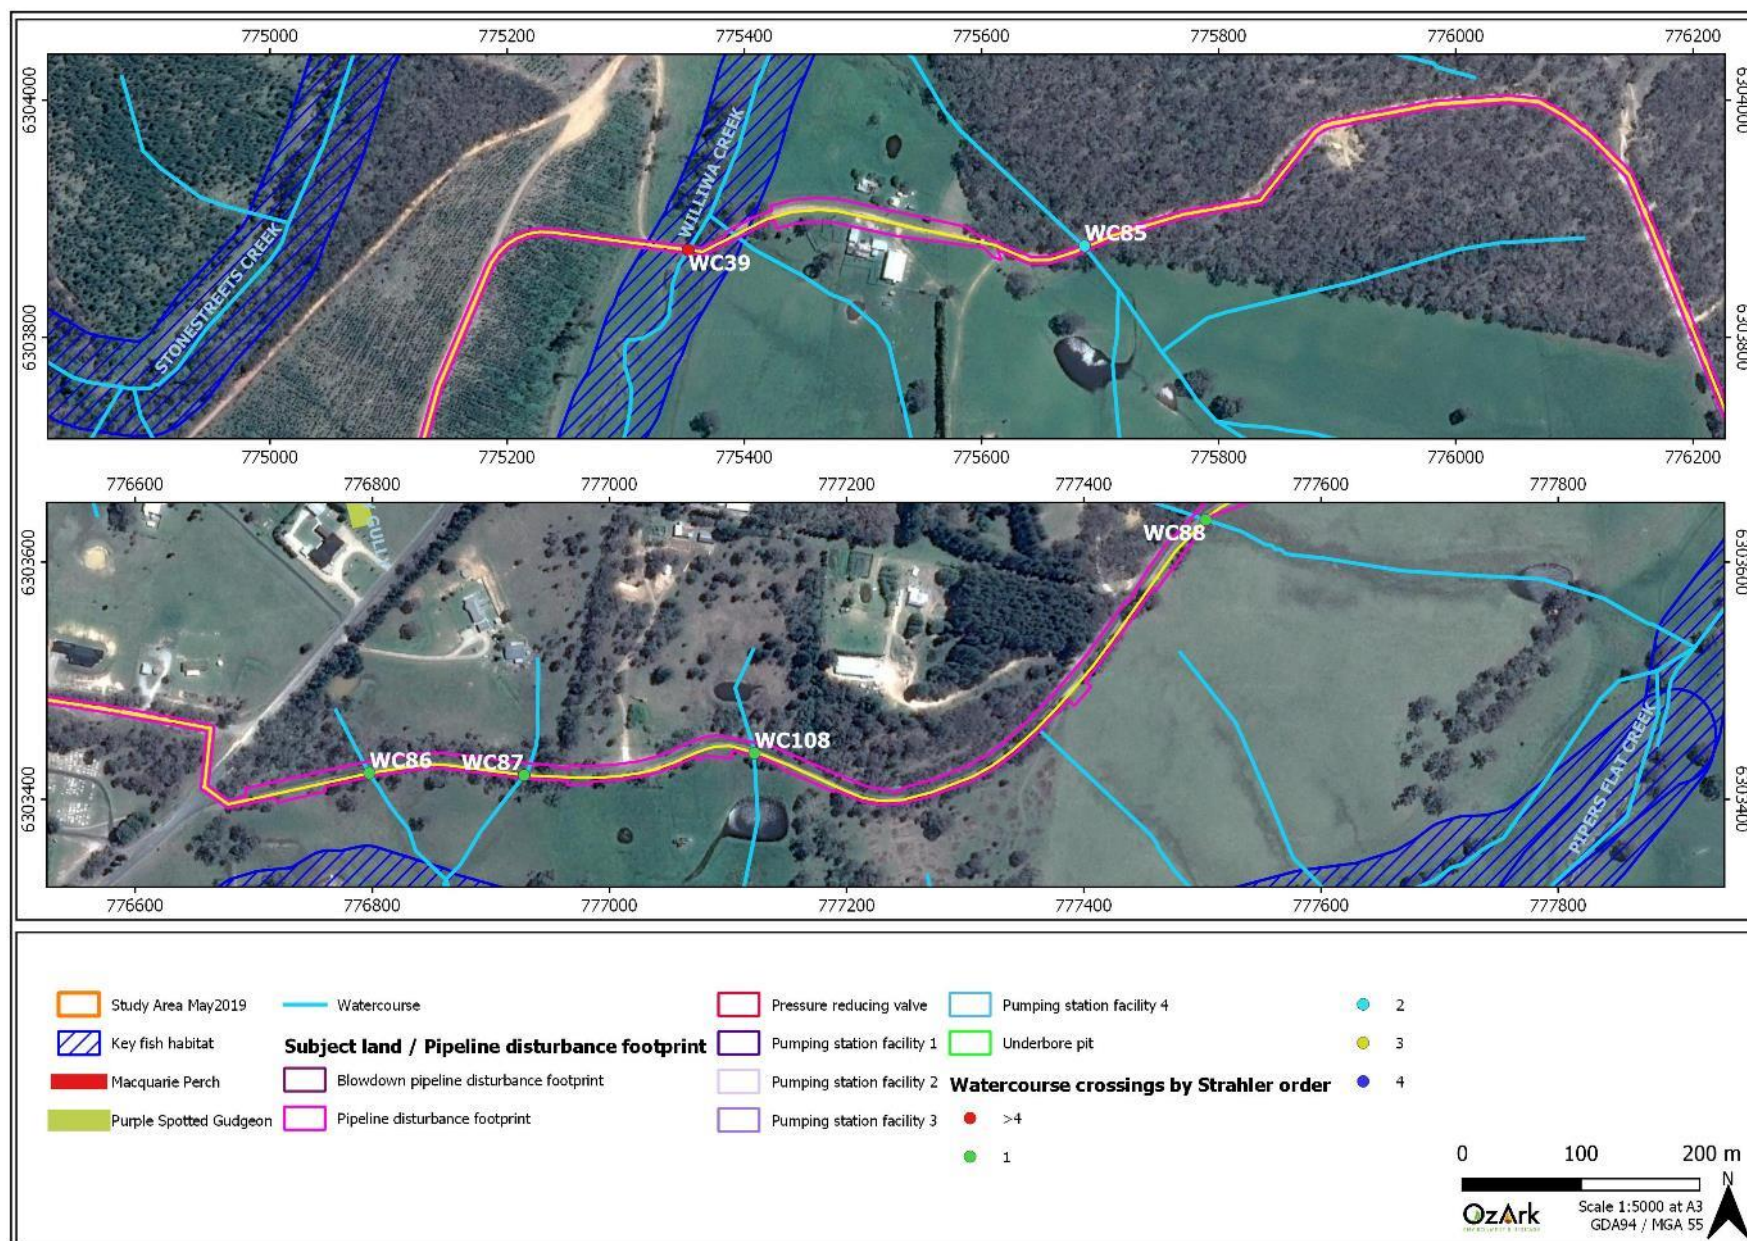 775000 775200 775400 775600 775800 776000 776200
6304000
6304000
WILLIWA CREEK
WC85
WC39
STONESTREETS CREEK
6303800
6303800
775000 775200 775400 775600 775800 776000 776200
776600 776800 777000 777200 777400 777600 777800
GULLY
WC88
6303600
6303600
WC108
WC86
WC87
PIPERS FLAT CREEK
6303400
6303400
776600 776800 777000 777200 777400 777600 777800
Study Area May2019
Key fish habitat
Macquarie Perch
Purple Spotted Gudgeon
Watercourse
Subject land / Pipeline disturbance footprint
Blowdown pipeline disturbance footprint
Pipeline disturbance footprint
Pressure reducing valve
Pumping station facility 1
Pumping station facility 2
Pumping station facility 3
Pumping station facility 4
Underbore pit
Watercourse crossings by Strahler order
>4
1
2
3
4
0 100 200 m
N
OzArk
Scale 1:5000 at A3
GDA94 / MGA 55